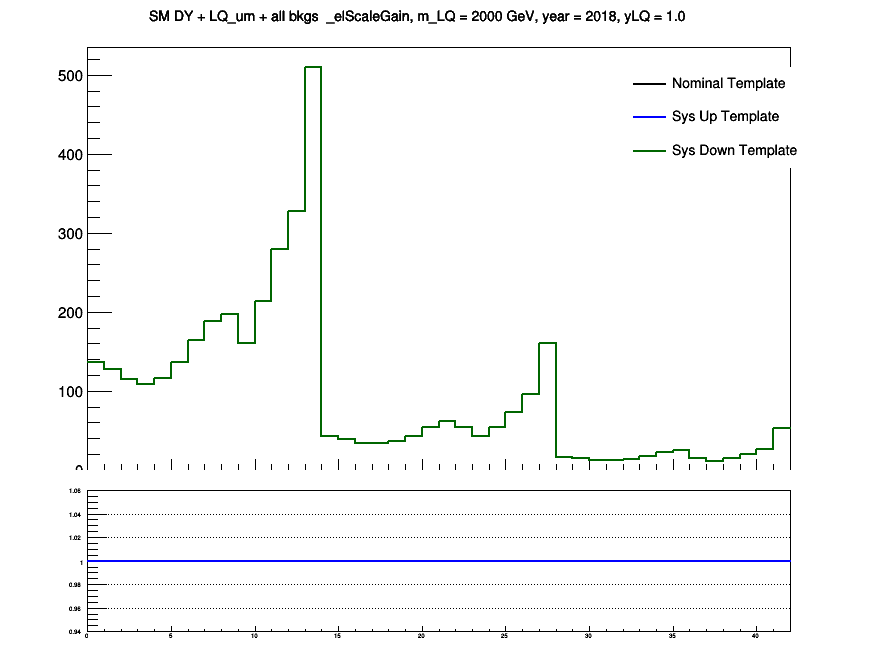 SM DY + LQ_um + all bkgs _elScaleGain, m_LQ = 2000 GeV, year = 2018, yLQ = 1.0
Nominal Template
Sys Up Template
Sys Down Template
500
400
300
200
100
0
1.06
1.04
1.02
1
0.98
0.96
0.94
0 5 10 15 20 25 30 35 40